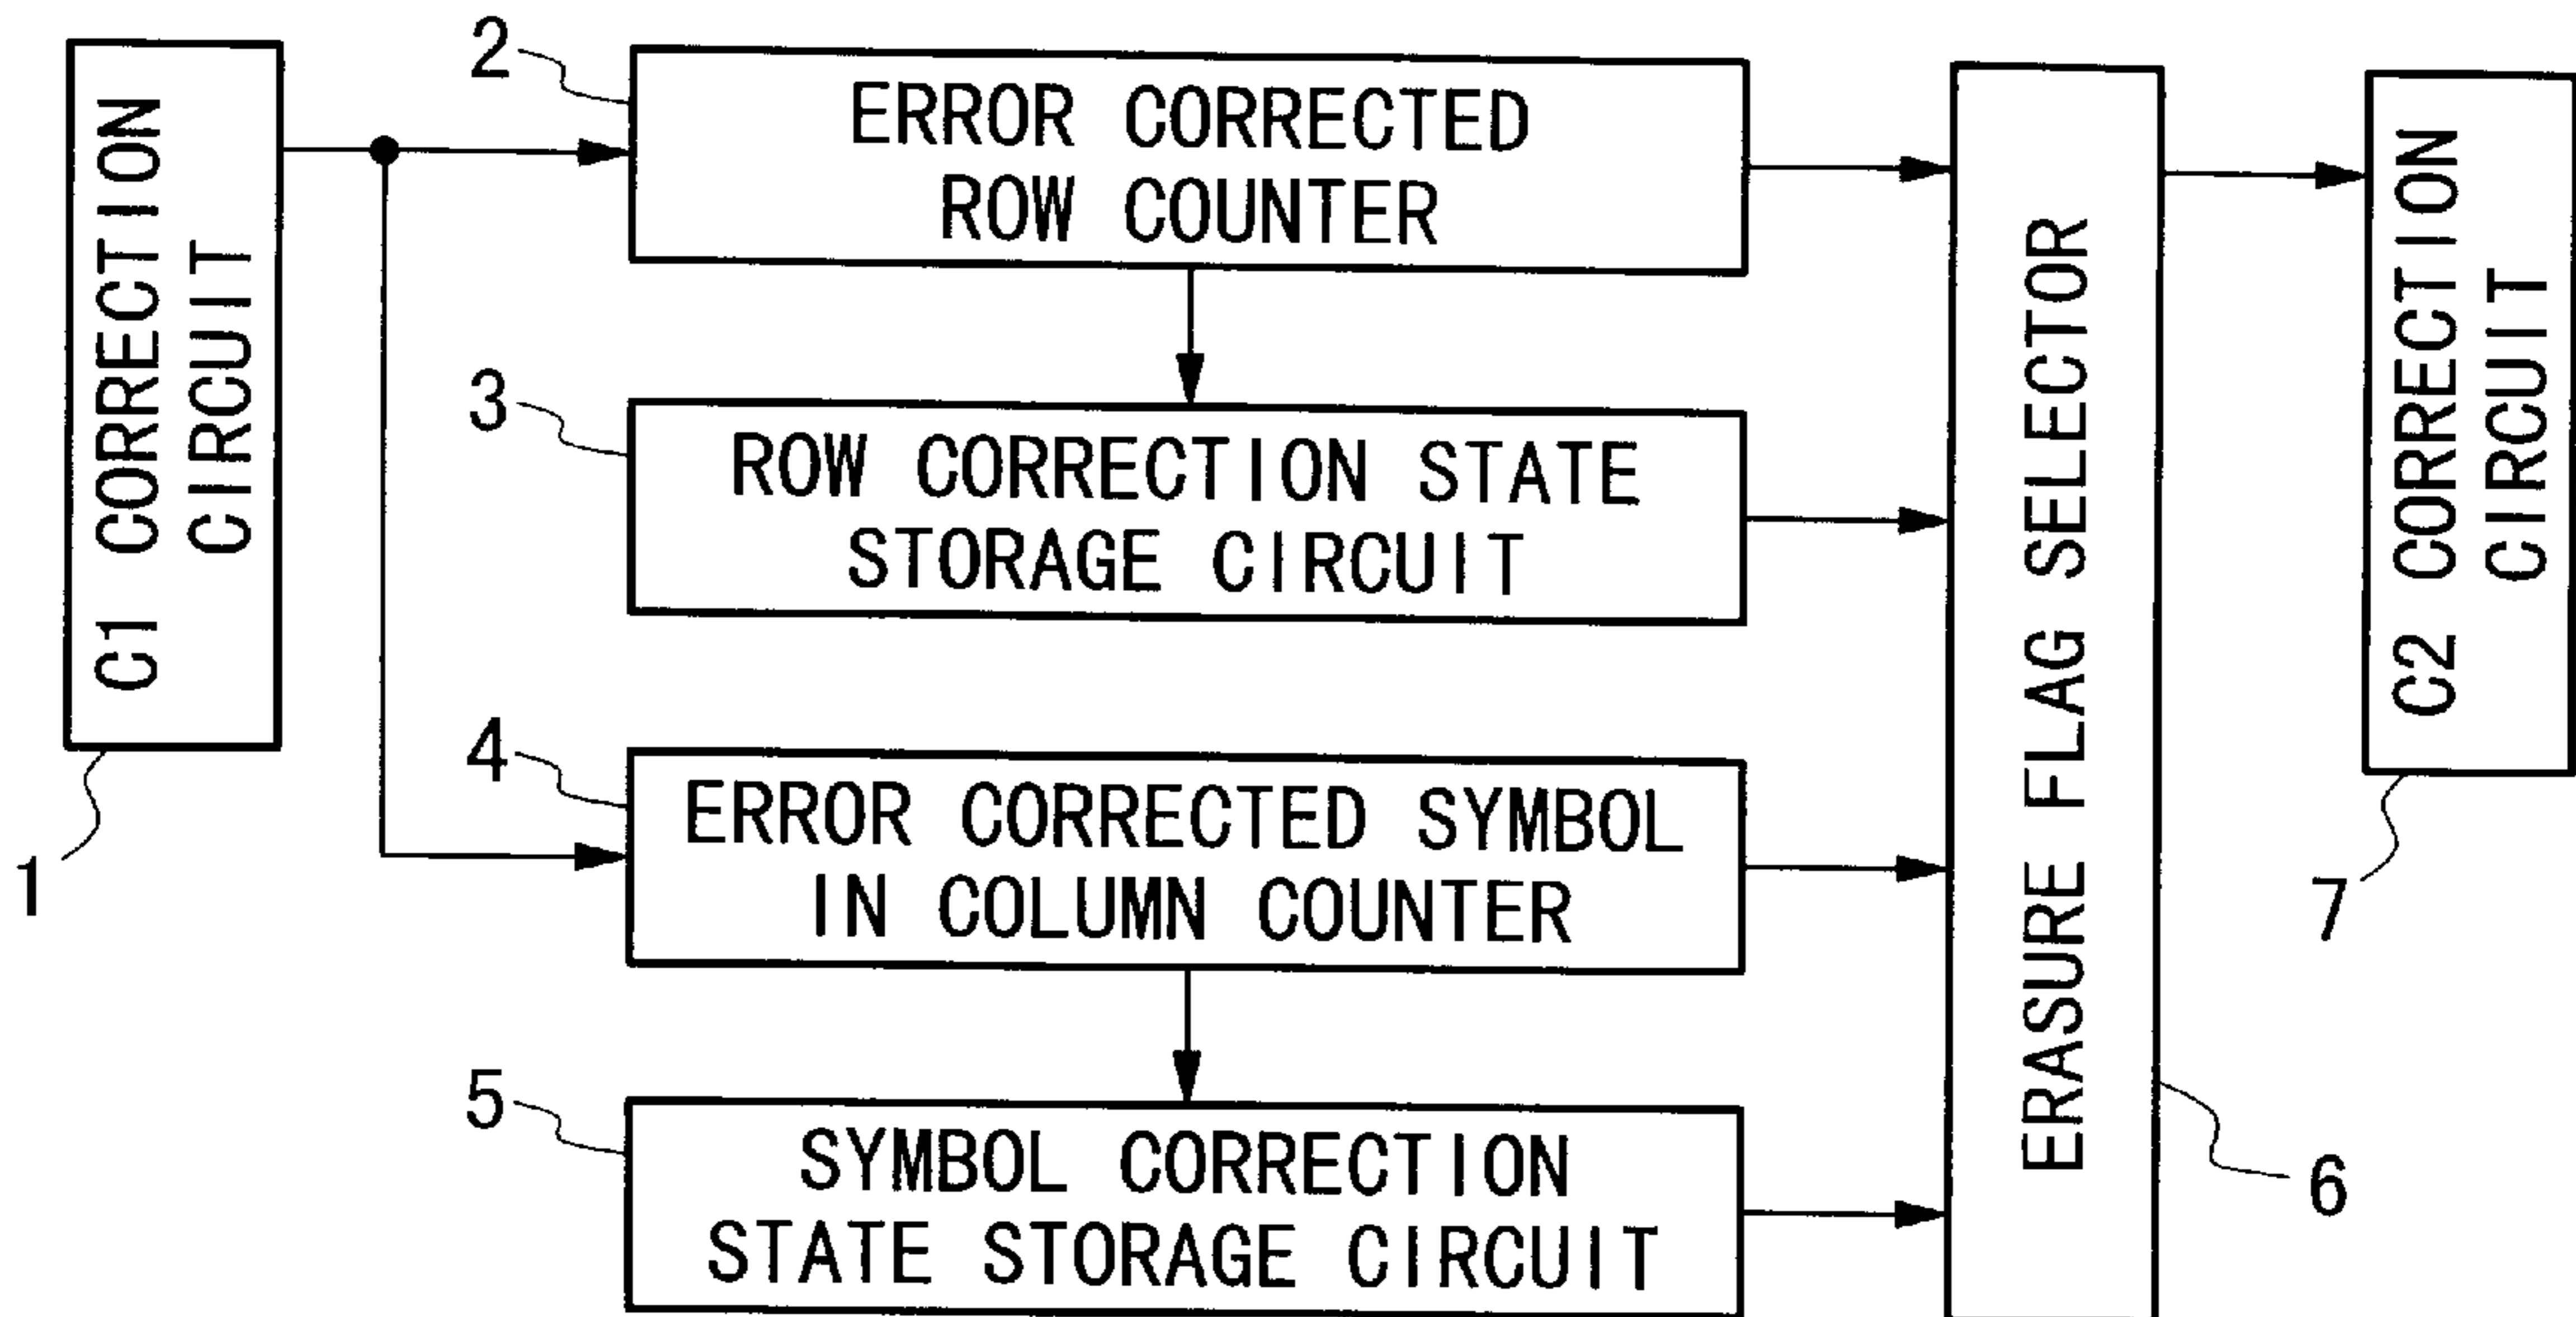 C1 CORRECTION
CIRCUIT
1
2
ERROR CORRECTED
ROW COUNTER
3
ROW CORRECTION STATE
STORAGE CIRCUIT
4
ERROR CORRECTED SYMBOL
IN COLUMN COUNTER
5
SYMBOL CORRECTION
STATE STORAGE CIRCUIT
ERASURE FLAG SELECTOR
6
C2 CORRECTION
CIRCUIT
7